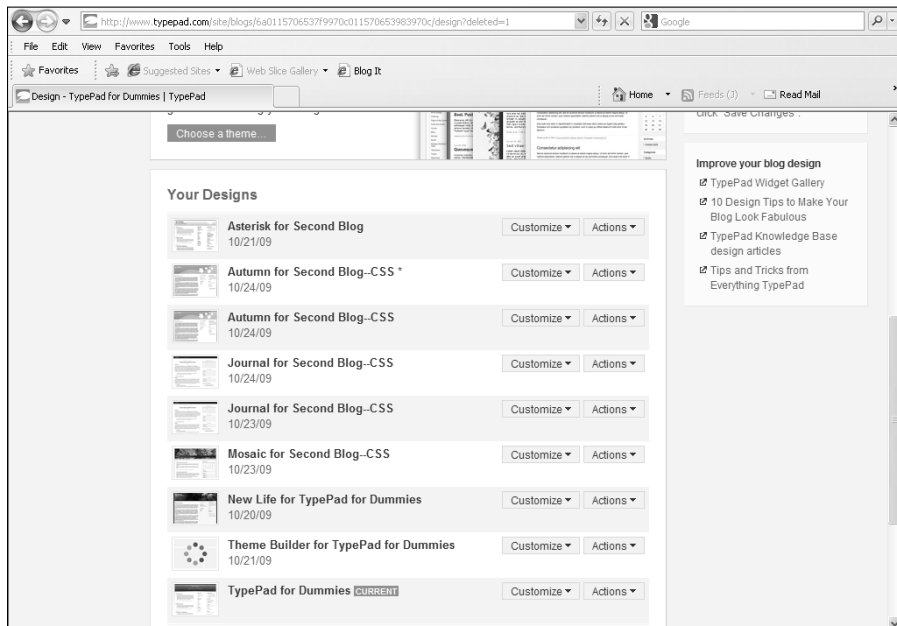 http://www.typepad.com/site/blogs/6a0115706537f9970c011570653983970c/design?deleted=1
Google
File Edit View Favorites Tools Help
Favorites Suggested Sites Web Slice Gallery Blog It
Design - TypePad for Dummies | TypePad
Home Feeds (J) Read Mail »
Choose a theme...
click "Save Changes".
Your Designs
Asterisk for Second Blog
10/21/09
Customize Actions
Autumn for Second Blog--CSS *
10/24/09
Customize Actions
Autumn for Second Blog--CSS
10/24/09
Customize Actions
Journal for Second Blog--CSS
10/24/09
Customize Actions
Journal for Second Blog--CSS
10/23/09
Customize Actions
Mosaic for Second Blog--CSS
10/23/09
Customize Actions
New Life for TypePad for Dummies
10/20/09
Customize Actions
Theme Builder for TypePad for Dummies
10/21/09
Customize Actions
TypePad for Dummies CURRENT
Customize Actions
Improve your blog design
TypePad Widget Gallery
10 Design Tips to Make Your
Blog Look Fabulous
TypePad Knowledge Base
design articles
Tips and Tricks from
Everything TypePad